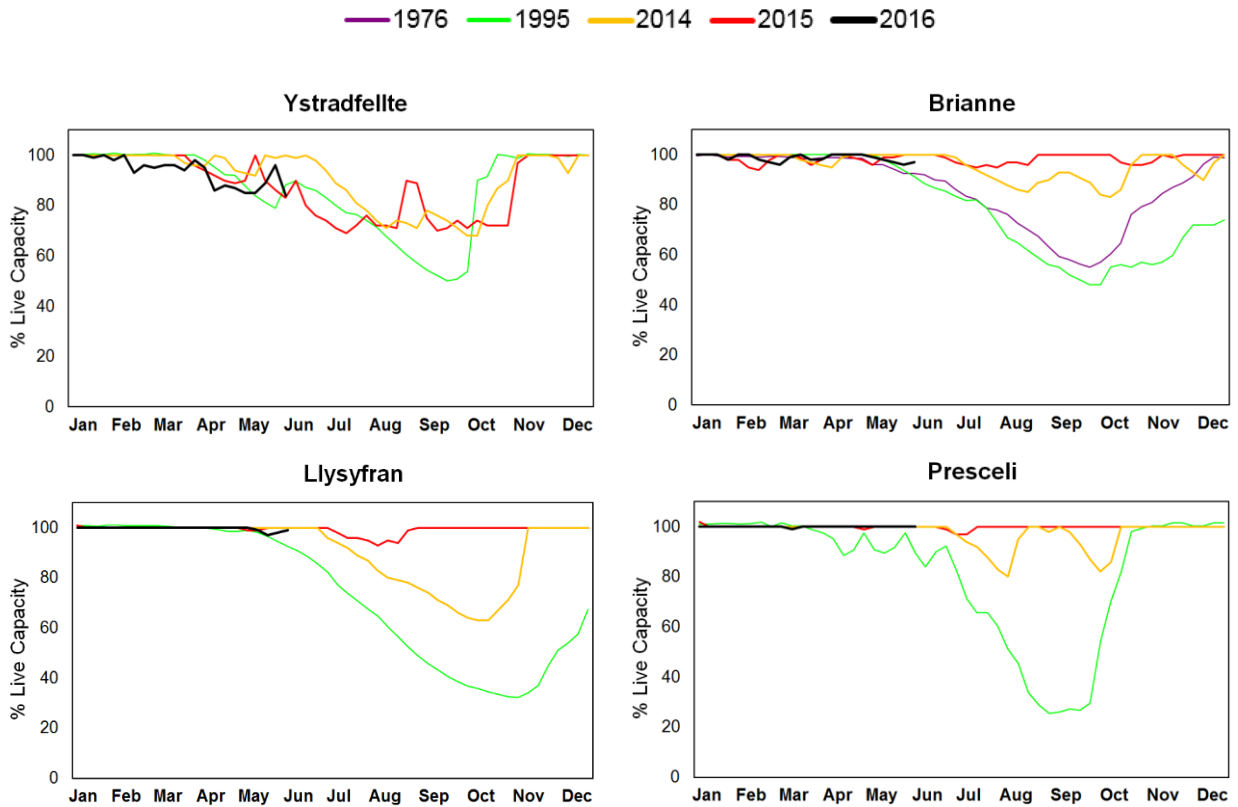 1976 1995 2014 2015 2016
Ystradfellte
% Live Capacity
100
80
60
40
20
0
Jan Feb Mar Apr May Jun Jul Aug Sep Oct Nov Dec
Brianne
% Live Capacity
100
80
60
40
20
0
Jan Feb Mar Apr May Jun Jul Aug Sep Oct Nov Dec
Llysyfran
% Live Capacity
100
80
60
40
20
0
Jan Feb Mar Apr May Jun Jul Aug Sep Oct Nov Dec
Presceli
% Live Capacity
100
80
60
40
20
0
Jan Feb Mar Apr May Jun Jul Aug Sep Oct Nov Dec